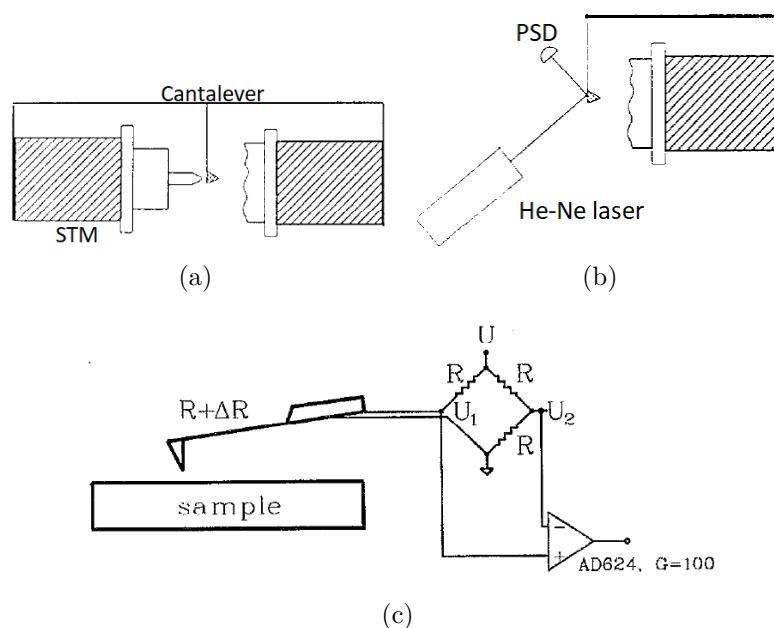 Cantalever
STM
(a)
PSD
He-Ne laser
(b)
U
R
R
R+ΔR
U₁
U₂
R
sample
−
+
AD624, G=100
(c)